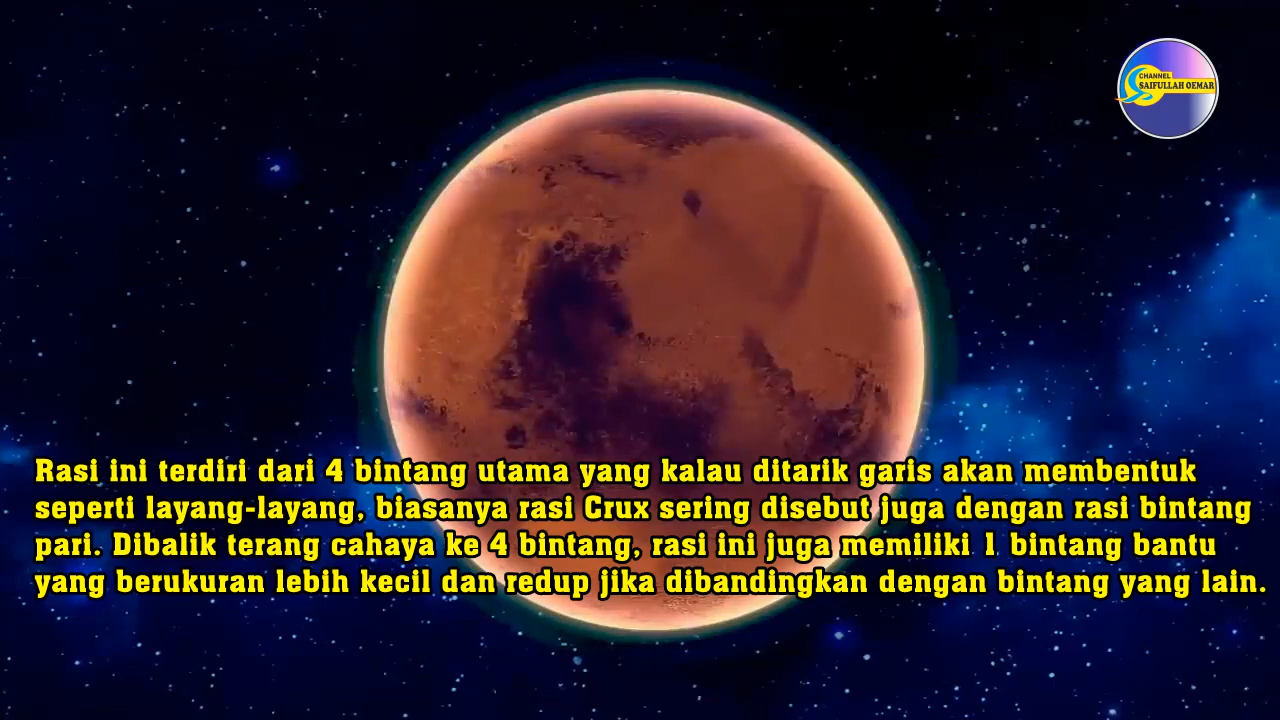 CHANNEL
SAIFULLAH OEMAR
Rasi ini terdiri dari 4 bintang utama yang kalau ditarik garis akan membentuk
seperti layang-layang, biasanya rasi Crux sering disebut juga dengan rasi bintang
pari. Dibalik terang cahaya ke 4 bintang, rasi ini juga memiliki 1 bintang bantu
yang berukuran lebih kecil dan redup jika dibandingkan dengan bintang yang lain.